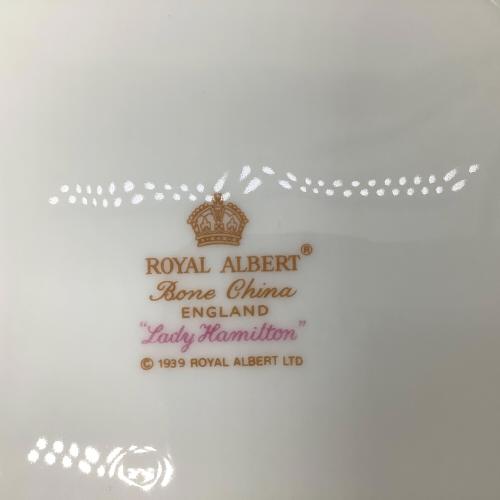 ROYAL ALBERT®
Bone China
ENGLAND
"Lady Hamilton"
© 1939 ROYAL ALBERT LTD